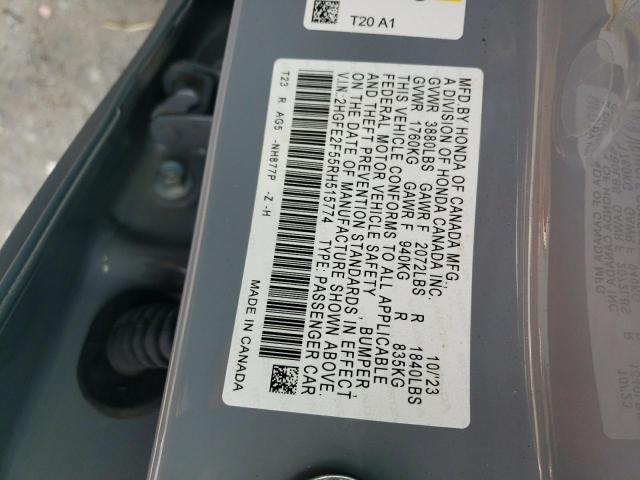 T20 A1
MFD BY HONDA OF CANADA MFG.,
A DIVISION OF HONDA CANADA INC. 10/23
GVWR 3880LBS GAWR F 2072LBS R 1840LBS
GVWR 1760KG GAWR F 940KG R 835KG
THIS VEHICLE CONFORMS TO ALL APPLICABLE
FEDERAL MOTOR VEHICLE SAFETY, BUMPER,
AND THEFT PREVENTION STANDARDS IN EFFECT
ON THE DATE OF MANUFACTURE SHOWN ABOVE.
V.I.N.:2HGFE2F55RH515774 TYPE: PASSENGER CAR
MADE IN CANADA
T23 R AG5 -NH877P -Z -H